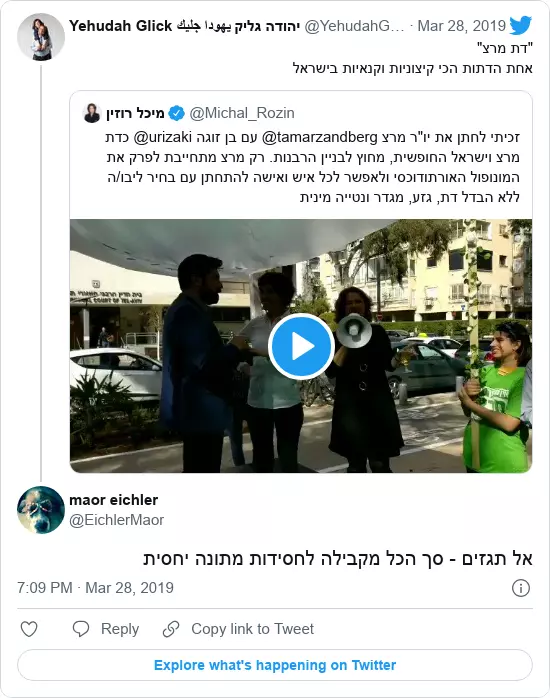 Yehudah Glick יהודה גליק يهودا جليك @YehudahG… · Mar 28, 2019
"דת מרצ"
אחת הדתות הכי קיצוניות וקנאיות בישראל
מיכל רוזין @Michal_Rozin
זכיתי לחתן את יו"ר מרצ @tamarzandberg עם בן זוגה @urizaki כדת
מרצ וישראל החופשית, מחוץ לבניין הרבנות. רק מרצ מתחייבת לפרק את
המונופול האורתודוכסי ולאפשר לכל איש ואישה להתחתן עם בחיר ליבו/ה
ללא הבדל דת, גזע, מגדר ונטייה מינית
maor eichler
@EichlerMaor
אל תגזים - סך הכל מקבילה לחסידות מתונה יחסית
7:09 PM · Mar 28, 2019
Reply
Copy link to Tweet
Explore what's happening on Twitter